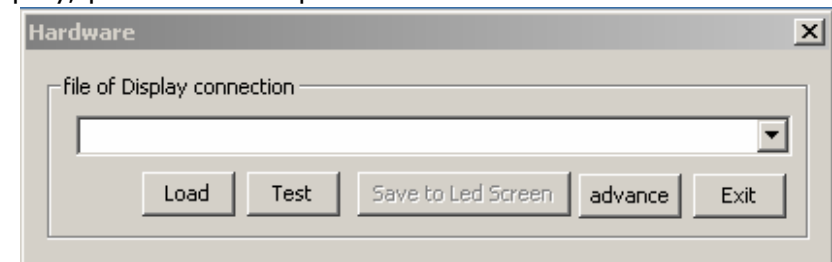 Hardware
file of Display connection
Load Test Save to Led Screen advance Exit